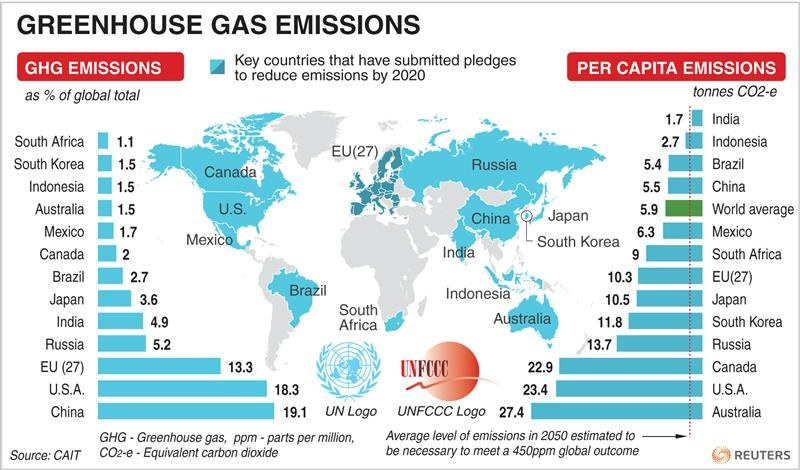 GREENHOUSE GAS EMISSIONS
GHG EMISSIONS
as % of global total
Key countries that have submitted pledges
to reduce emissions by 2020
PER CAPITA EMISSIONS
tonnes CO2-e
South Africa 1.1
South Korea 1.5
Indonesia 1.5
Australia 1.5
Mexico 1.7
Canada 2
Brazil 2.7
Japan 3.6
India 4.9
Russia 5.2
EU (27) 13.3
U.S.A. 18.3
China 19.1
Canada
U.S.
Mexico
Brazil
EU(27)
Russia
China
Japan
South Korea
India
Indonesia
South
Africa
Australia
1.7 India
2.7 Indonesia
5.4 Brazil
5.5 China
5.9 World average
6.3 Mexico
9 South Africa
10.3 EU(27)
10.5 Japan
11.8 South Korea
13.7 Russia
22.9 Canada
23.4 U.S.A.
27.4 Australia
UN Logo
UNFCCC
UNFCCC Logo
GHG - Greenhouse gas, ppm - parts per million,
CO2-e - Equivalent carbon dioxide
Source: CAIT
Average level of emissions in 2050 estimated to
be necessary to meet a 450ppm global outcome
REUTERS